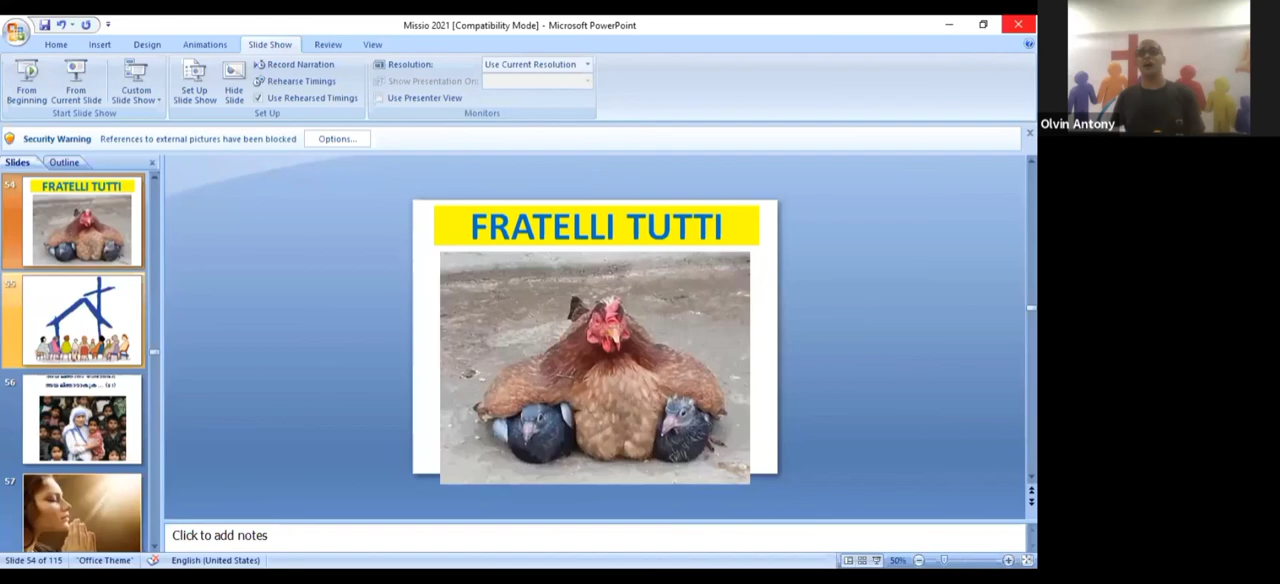 Missio 2021 [Compatibility Mode] - Microsoft PowerPoint
Home Insert Design Animations Slide Show Review View
From Beginning
From Current Slide
Custom Slide Show
Start Slide Show
Set Up Slide Show
Hide Slide
Record Narration
Rehearse Timings
Use Rehearsed Timings
Set Up
Resolution: Use Current Resolution
Show Presentation On:
Use Presenter View
Monitors
Olvin Antony
Security Warning References to external pictures have been blocked Options...
Slides Outline
54
FRATELLI TUTTI
55
56
57
FRATELLI TUTTI
Click to add notes
Slide 54 of 115 "Office Theme" English (United States) 50%